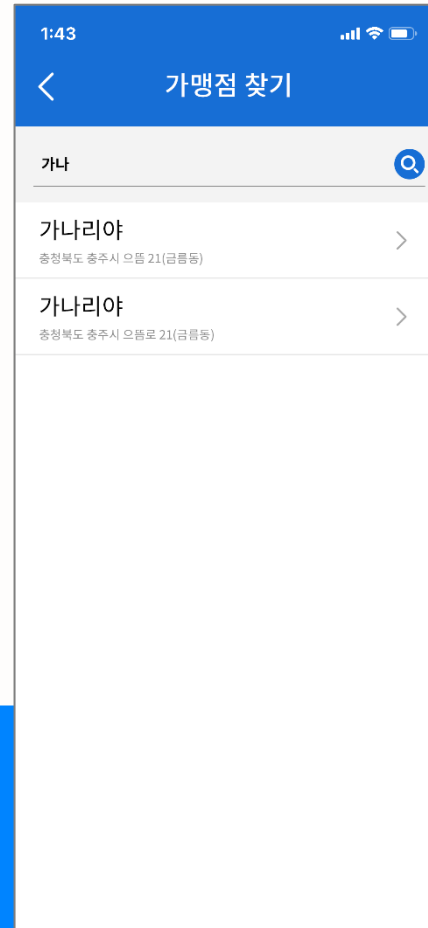 1:43
가맹점 찾기
가나
가나리야
충청북도 충주시 으뜸 21(금릉동)
가나리야
충청북도 충주시 으뜸로 21(금릉동)